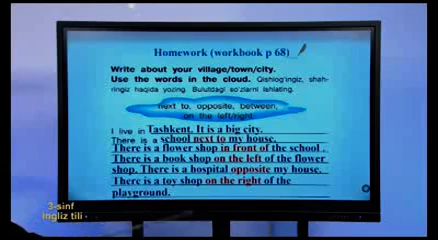 Homework (workbook p 68)
Write about your village/town/city.
Use the words in the cloud. Qishlog'ingiz, shah-
ringiz haqida yozing. Bulutdagi so'zlarni ishlating.
next to, opposite, between,
on the left/right
I live in Tashkent. It is a big city.
There is a school next to my house.
There is a flower shop in front of the school .
There is a book shop on the left of the flower
shop. There is a hospital opposite my house.
There is a toy shop on the right of the
playground.
3-sinf
Ingliz tili